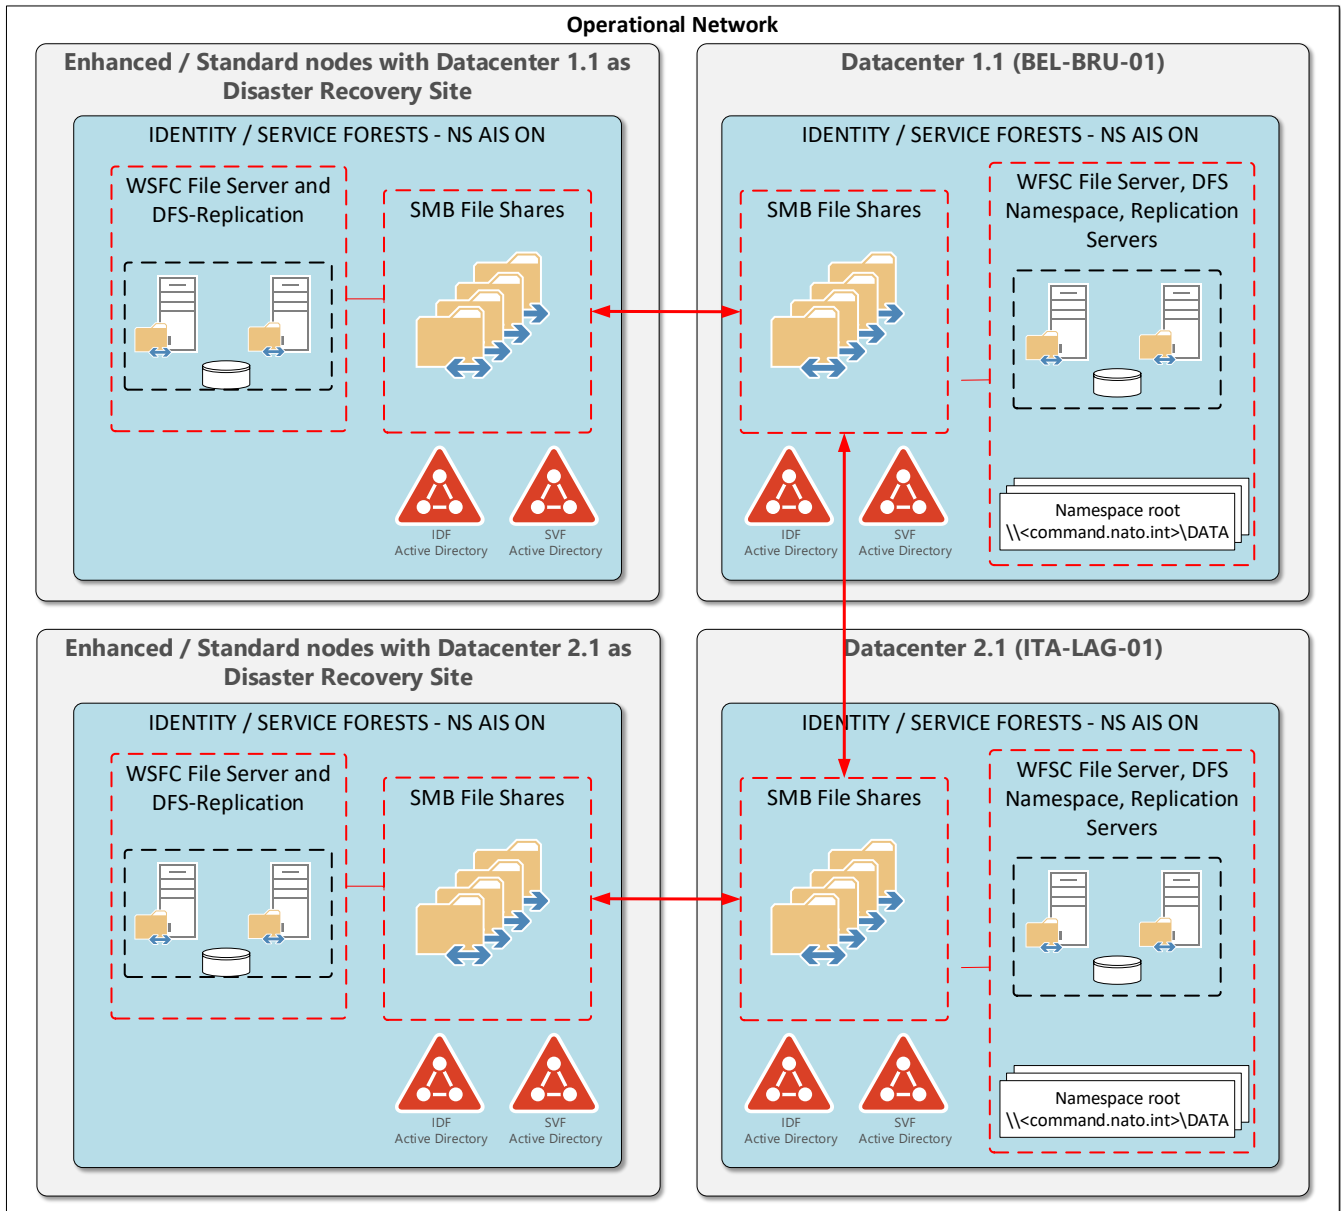 Operational Network
Enhanced / Standard nodes with Datacenter 1.1 as
Disaster Recovery Site
IDENTITY / SERVICE FORESTS - NS AIS ON
WSFC File Server and
DFS-Replication
SMB File Shares
IDF
Active Directory
SVF
Active Directory
Datacenter 1.1 (BEL-BRU-01)
IDENTITY / SERVICE FORESTS - NS AIS ON
SMB File Shares
WFSC File Server, DFS
Namespace, Replication
Servers
IDF
Active Directory
SVF
Active Directory
Namespace root
\\<command.nato.int>\DATA
Enhanced / Standard nodes with Datacenter 2.1 as
Disaster Recovery Site
IDENTITY / SERVICE FORESTS - NS AIS ON
WSFC File Server and
DFS-Replication
SMB File Shares
IDF
Active Directory
SVF
Active Directory
Datacenter 2.1 (ITA-LAG-01)
IDENTITY / SERVICE FORESTS - NS AIS ON
SMB File Shares
WFSC File Server, DFS
Namespace, Replication
Servers
IDF
Active Directory
SVF
Active Directory
Namespace root
\\<command.nato.int>\DATA